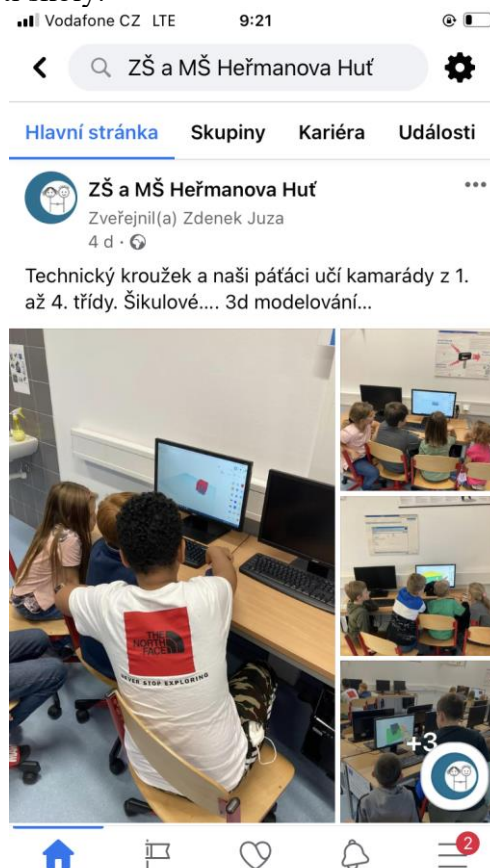 Vodafone CZ LTE 9:21
ZŠ a MŠ Heřmanova Huť
Hlavní stránka Skupiny Kariéra Události
ZŠ a MŠ Heřmanova Huť
Zveřejnil(a) Zdenek Juza
4 d ·
Technický kroužek a naši páťáci učí kamarády z 1.
až 4. třídy. Šikulové.... 3d modelování...
THE
NORTH
FACE
NEVER STOP EXPLORING
+3
2